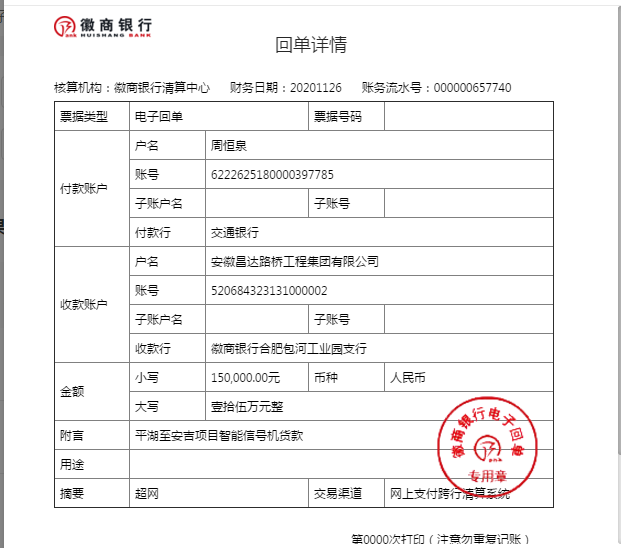 徽商银行
HUISHANG BANK
回单详情
核算机构：徽商银行清算中心 财务日期：20201126 账务流水号：000000657740
票据类型 电子回单 票据号码
付款账户
户名 周恒泉
账号 6222625180000397785
子账户名 子账号
付款行 交通银行
收款账户
户名 安徽昌达路桥工程集团有限公司
账号 520684323131000002
子账户名 子账号
收款行 徽商银行合肥包河工业园支行
金额
小写 150,000.00元 币种 人民币
大写 壹拾伍万元整
附言 平湖至安吉项目智能信号机货款
用途
摘要 超网 交易渠道 网上支付跨行清算系统
徽商银行电子回单
专用章
第0000次打印（注意勿重复记账）